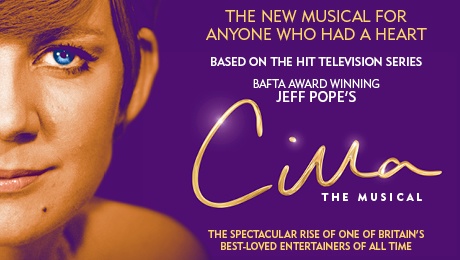 THE NEW MUSICAL FOR
ANYONE WHO HAD A HEART
BASED ON THE HIT TELEVISION SERIES
BAFTA AWARD WINNING
JEFF POPE'S
Cilla
THE MUSICAL
THE SPECTACULAR RISE OF ONE OF BRITAIN'S
BEST-LOVED ENTERTAINERS OF ALL TIME